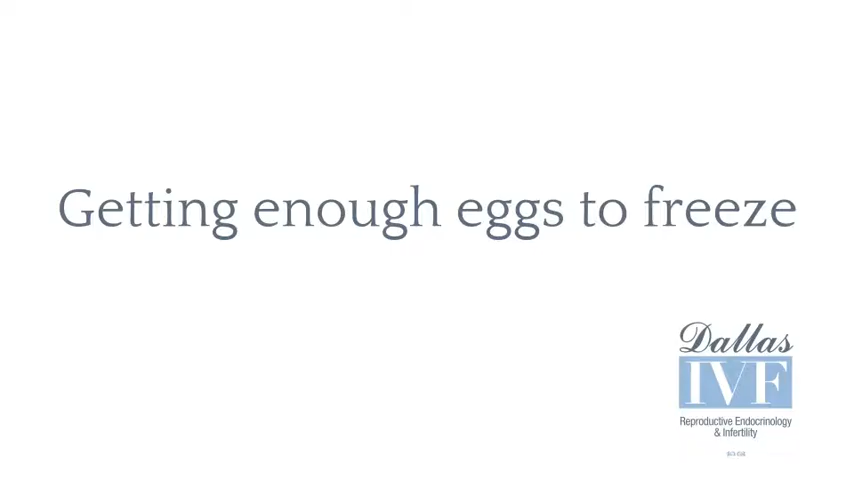 Getting enough eggs to freeze
Dallas
IVF
Reproductive Endocrinology
& Infertility